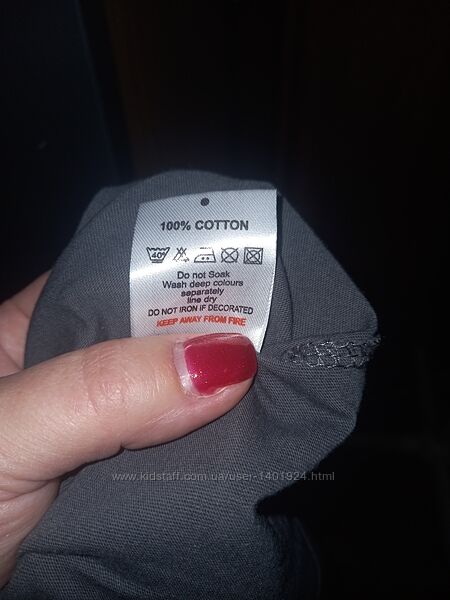 100% COTTON
40°
Do not Soak
Wash deep colours
separately
line dry
DO NOT IRON IF DECORATED
KEEP AWAY FROM FIRE
www.kidstaff.com.ua/user-1401924.html